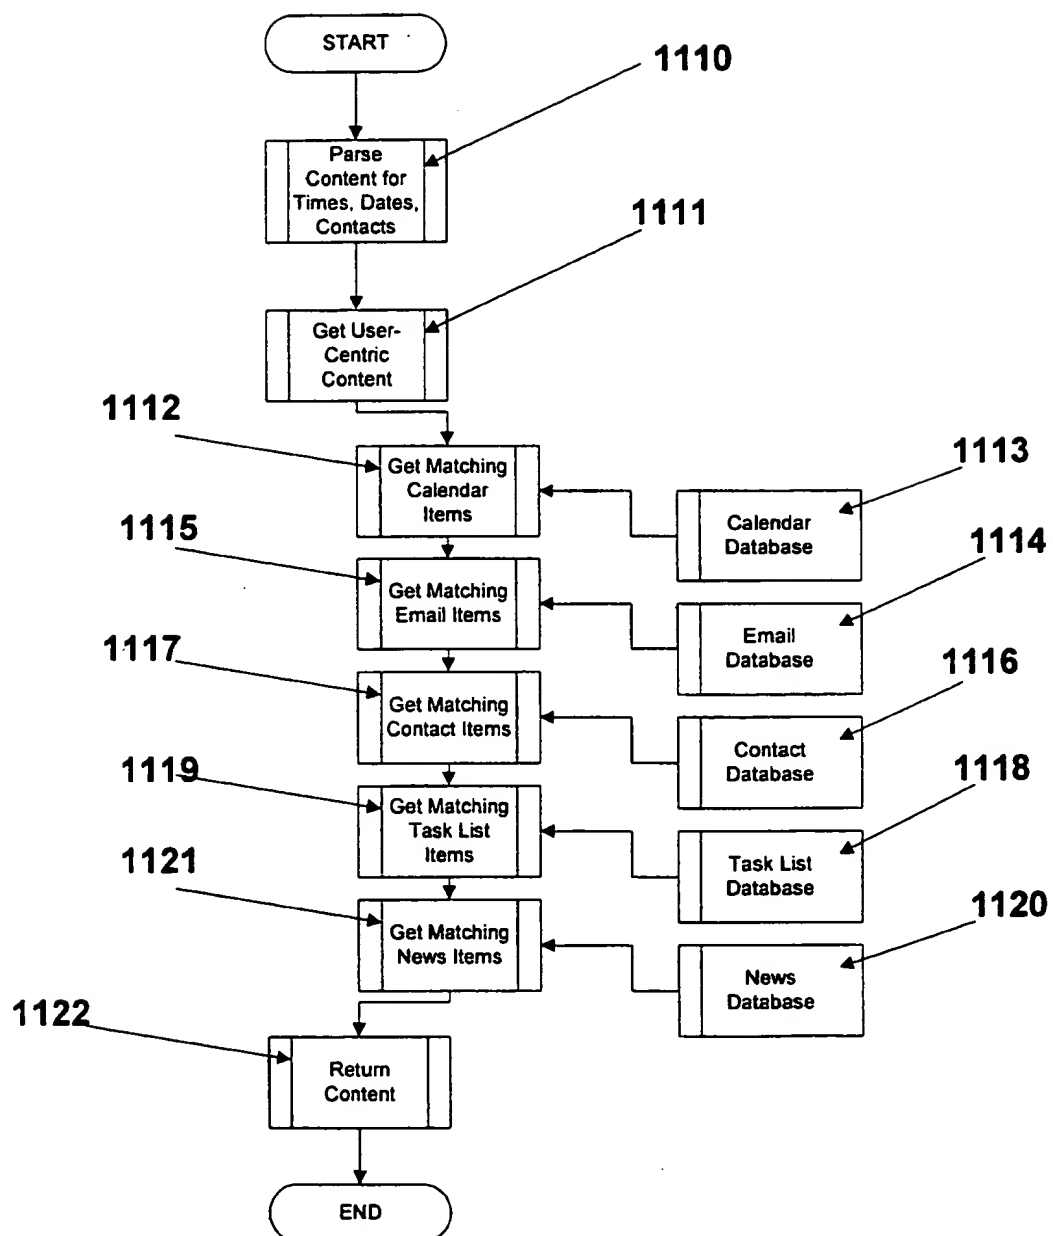 START
1110
Parse
Content for
Times, Dates,
Contacts
1111
Get User-
Centric
Content
1112
Get Matching
Calendar
Items
1113
Calendar
Database
1115
Get Matching
Email Items
1114
Email
Database
1117
Get Matching
Contact Items
1116
Contact
Database
1119
Get Matching
Task List
Items
1118
Task List
Database
1121
Get Matching
News Items
1120
News
Database
1122
Return
Content
END